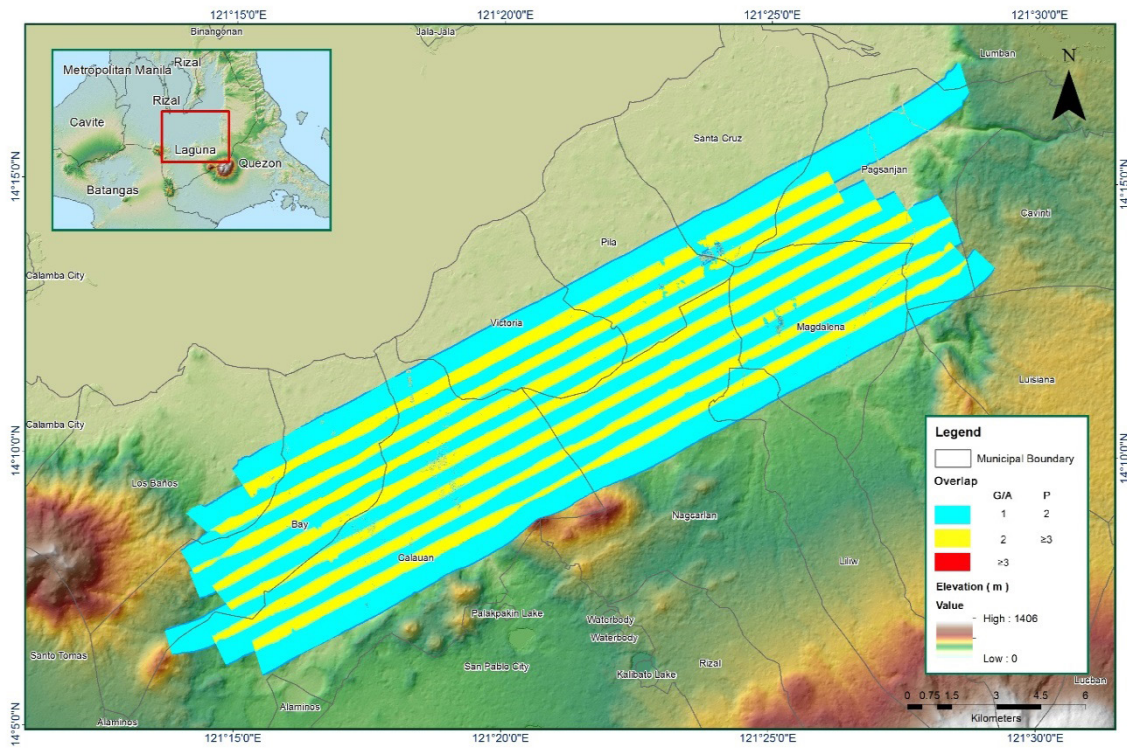 121°15'0"E
121°20'0"E
121°25'0"E
121°30'0"E
Binangonan
Jala-Jala
Lumban
N
Metropolitan Manila
Rizal
Rizal
Cavite
Laguna
Quezon
Batangas
Santa Cruz
Pagsanjan
14°15'0"N
14°15'0"N
Cavinti
Pila
Calamba City
Victoria
Magdalena
Luisiana
Calamba City
14°10'0"N
14°10'0"N
Los Baños
Bay
Nagcarlan
Calauan
Liliw
Palakpakin Lake
Waterbody
Waterbody
Santo Tomas
San Pablo City
Kalibato Lake
Rizal
Lucban
Alaminos
Alaminos
14°5'0"N
14°5'0"N
Legend
Municipal Boundary
Overlap
G/A P
1 2
2 ≥3
≥3
Elevation ( m )
Value
High : 1406
Low : 0
0 0.75 1.5 3 4.5 6
Kilometers
121°15'0"E
121°20'0"E
121°25'0"E
121°30'0"E